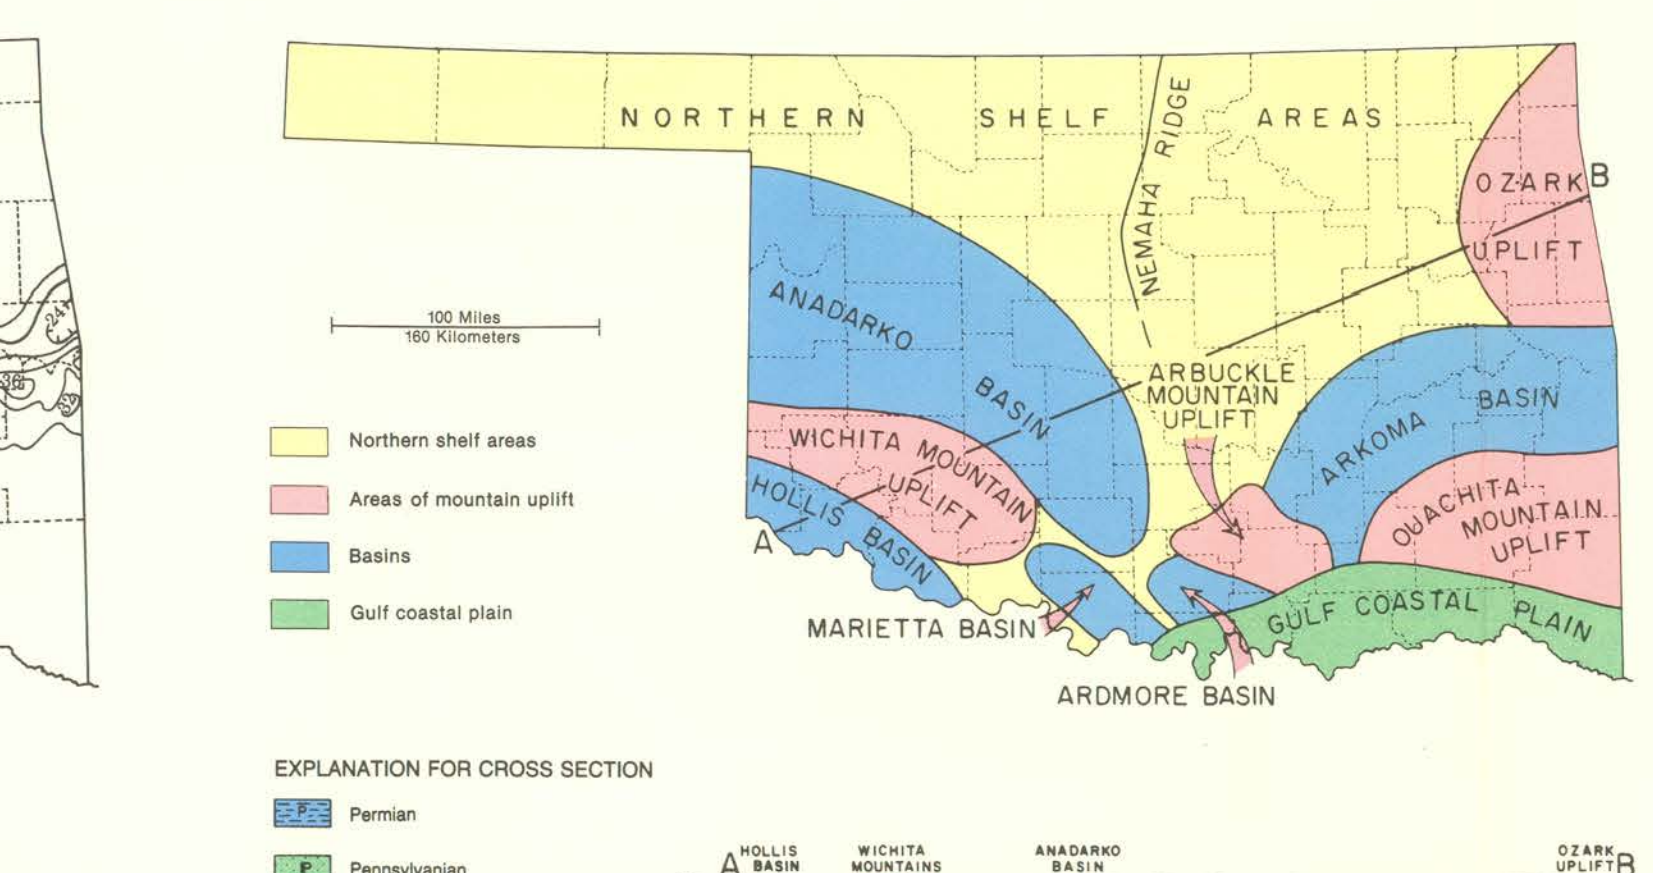 NORTHERN SHELF AREAS
NEMAHA RIDGE
OZARK B
UPLIFT
24
36
32
100 Miles
160 Kilometers
ANADARKO
BASIN
ARBUCKLE
MOUNTAIN
UPLIFT
ARKOMA BASIN
WICHITA MOUNTAIN
UPLIFT
HOLLIS BASIN
A
OUACHITA
MOUNTAIN
UPLIFT
MARIETTA BASIN
GULF COASTAL PLAIN
ARDMORE BASIN
Northern shelf areas
Areas of mountain uplift
Basins
Gulf coastal plain
EXPLANATION FOR CROSS SECTION
P Permian
P Pennsylvanian
A HOLLIS BASIN
WICHITA MOUNTAINS
ANADARKO BASIN
OZARK UPLIFT B